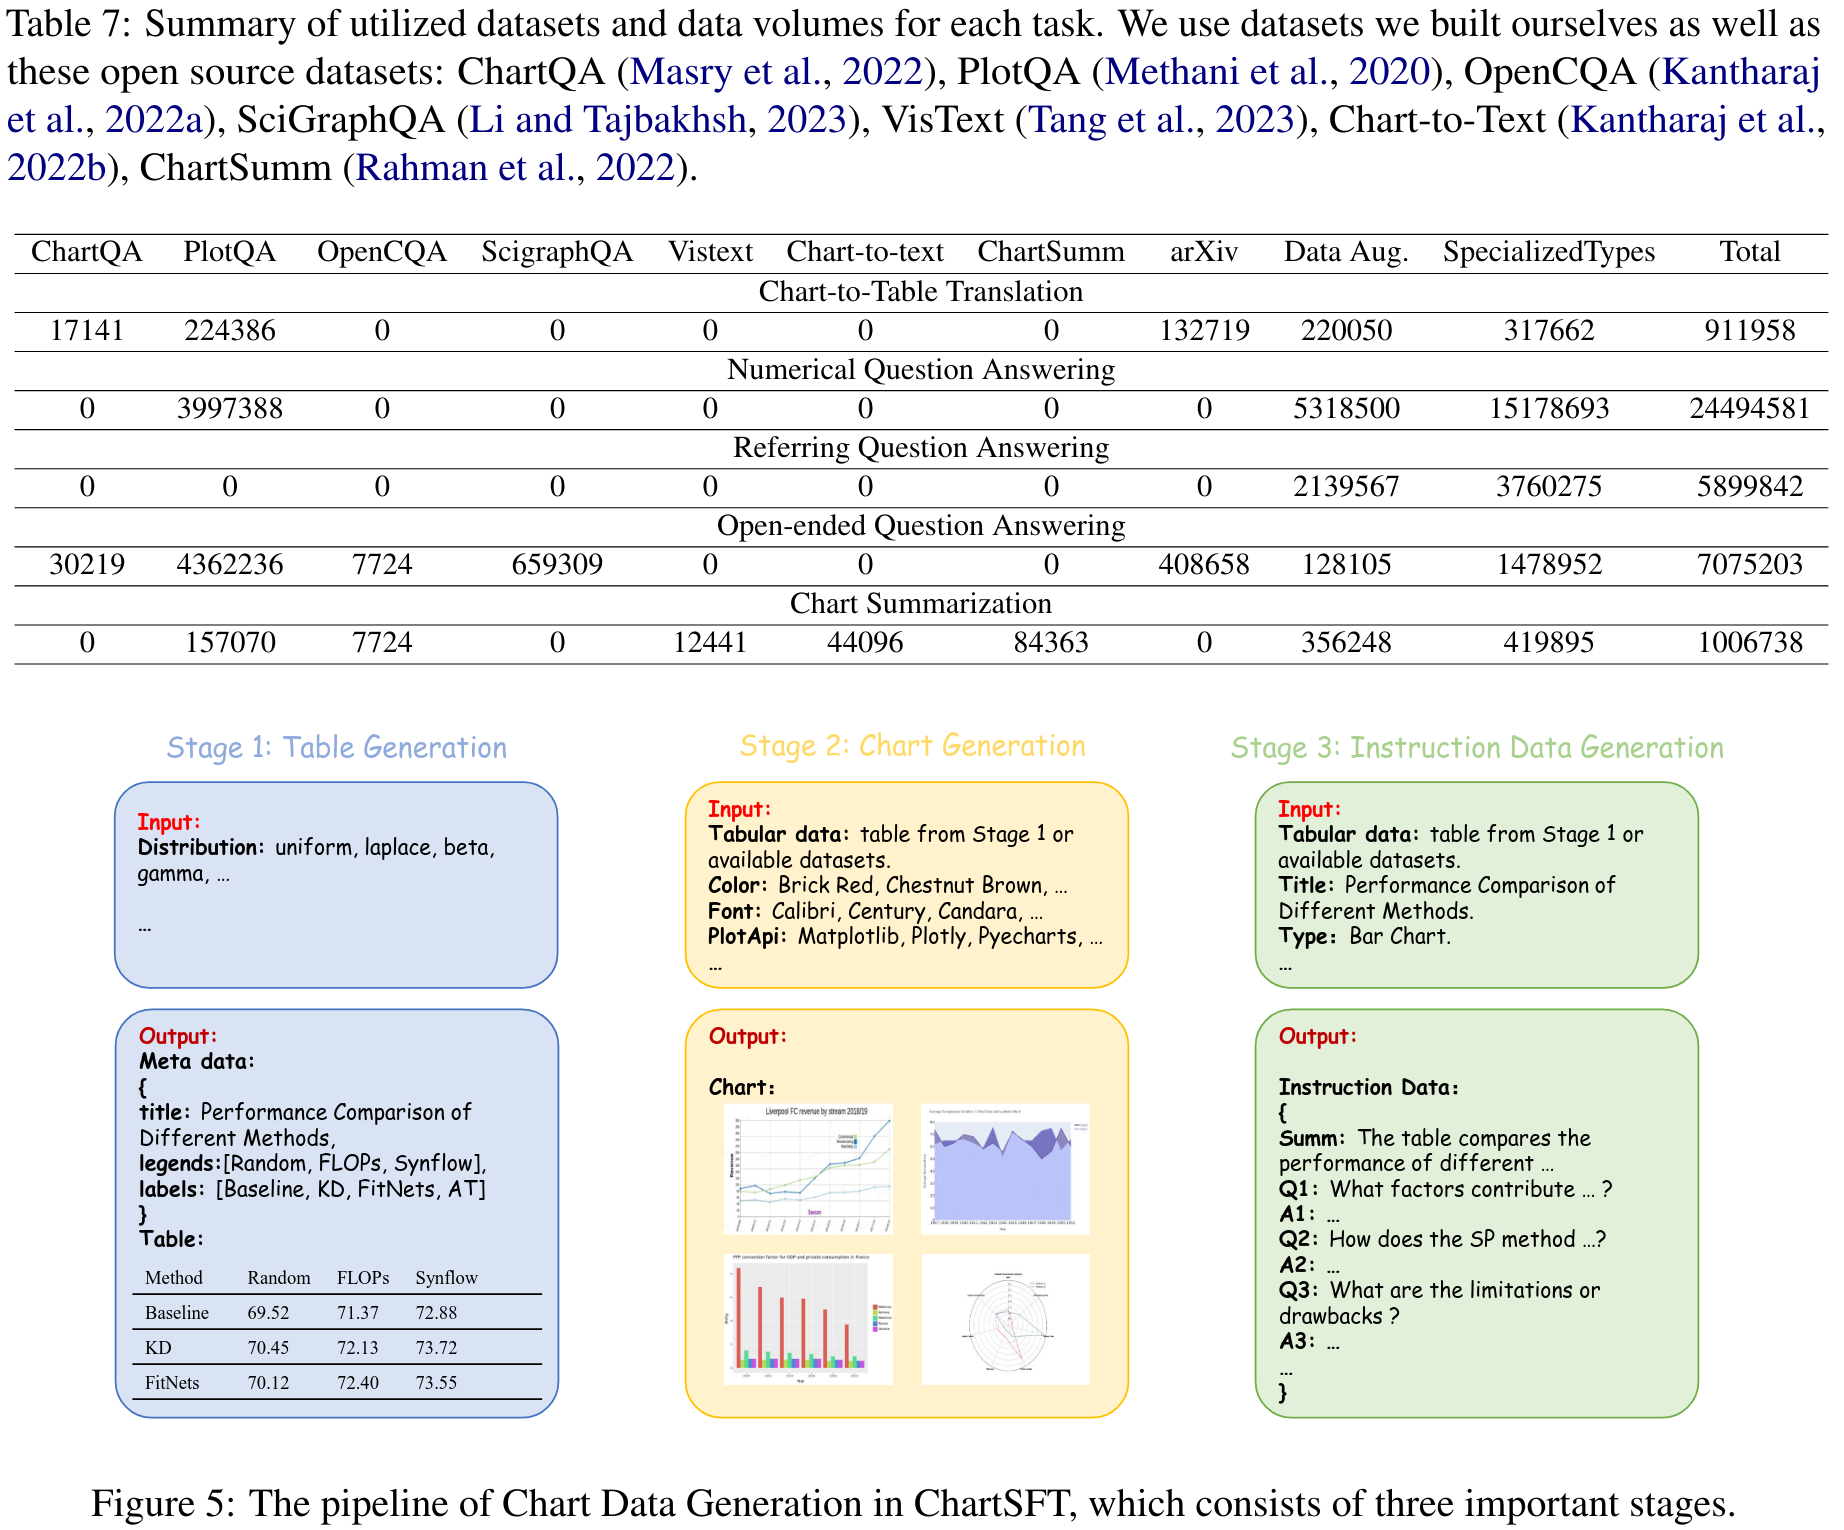 Table 7: Summary of utilized datasets and data volumes for each task. We use datasets we built ourselves as well as
these open source datasets: ChartQA (Masry et al., 2022), PlotQA (Methani et al., 2020), OpenCQA (Kantharaj
et al., 2022a), SciGraphQA (Li and Tajbakhsh, 2023), VisText (Tang et al., 2023), Chart-to-Text (Kantharaj et al.,
2022b), ChartSumm (Rahman et al., 2022).
ChartQA PlotQA OpenCQA ScigraphQA Vistext Chart-to-text ChartSumm arXiv Data Aug. SpecializedTypes Total
Chart-to-Table Translation
17141 224386 0 0 0 0 0 132719 220050 317662 911958
Numerical Question Answering
0 3997388 0 0 0 0 0 0 5318500 15178693 24494581
Referring Question Answering
0 0 0 0 0 0 0 0 2139567 3760275 5899842
Open-ended Question Answering
30219 4362236 7724 659309 0 0 0 408658 128105 1478952 7075203
Chart Summarization
0 157070 7724 0 12441 44096 84363 0 356248 419895 1006738
Stage 1: Table Generation
Input:
Distribution: uniform, laplace, beta,
gamma, ...
...
Output:
Meta data:
{
title: Performance Comparison of
Different Methods,
legends:[Random, FLOPs, Synflow],
labels: [Baseline, KD, FitNets, AT]
}
Table:
Method Random FLOPs Synflow
Baseline 69.52 71.37 72.88
KD 70.45 72.13 73.72
FitNets 70.12 72.40 73.55
Stage 2: Chart Generation
Input:
Tabular data: table from Stage 1 or
available datasets.
Color: Brick Red, Chestnut Brown, ...
Font: Calibri, Century, Candara, ...
PlotApi: Matplotlib, Plotly, Pyecharts, ...
...
Output:
Chart:
Liverpool FC revenue by stream 2018/19
Season
PPP conversion factor for GDP and private consumption in France
Year
Stage 3: Instruction Data Generation
Input:
Tabular data: table from Stage 1 or
available datasets.
Title: Performance Comparison of
Different Methods.
Type: Bar Chart.
...
Output:
Instruction Data:
{
Summ: The table compares the
performance of different ...
Q1: What factors contribute ... ?
A1: ...
Q2: How does the SP method ...?
A2: ...
Q3: What are the limitations or
drawbacks ?
A3: ...
...
}
Figure 5: The pipeline of Chart Data Generation in ChartSFT, which consists of three important stages.